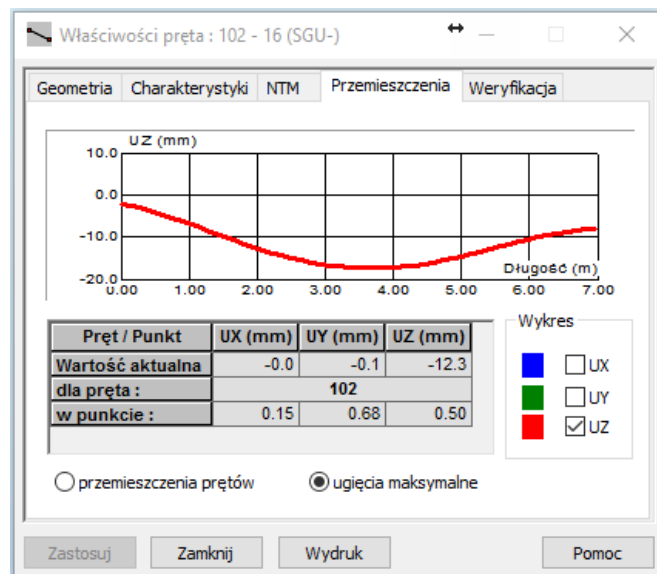 Właściwości pręta : 102 - 16 (SGU-)
Geometria Charakterystyki NTM Przemieszczenia Weryfikacja
UZ (mm)
10.0
0.0
-10.0
-20.0
Długość (m)
0.00 1.00 2.00 3.00 4.00 5.00 6.00 7.00
Pręt / Punkt UX (mm) UY (mm) UZ (mm)
Wartość aktualna -0.0 -0.1 -12.3
dla pręta : 102
w punkcie : 0.15 0.68 0.50
Wykres
UX
UY
UZ
przemieszczenia prętów ugięcia maksymalne
Zastosuj Zamknij Wydruk Pomoc